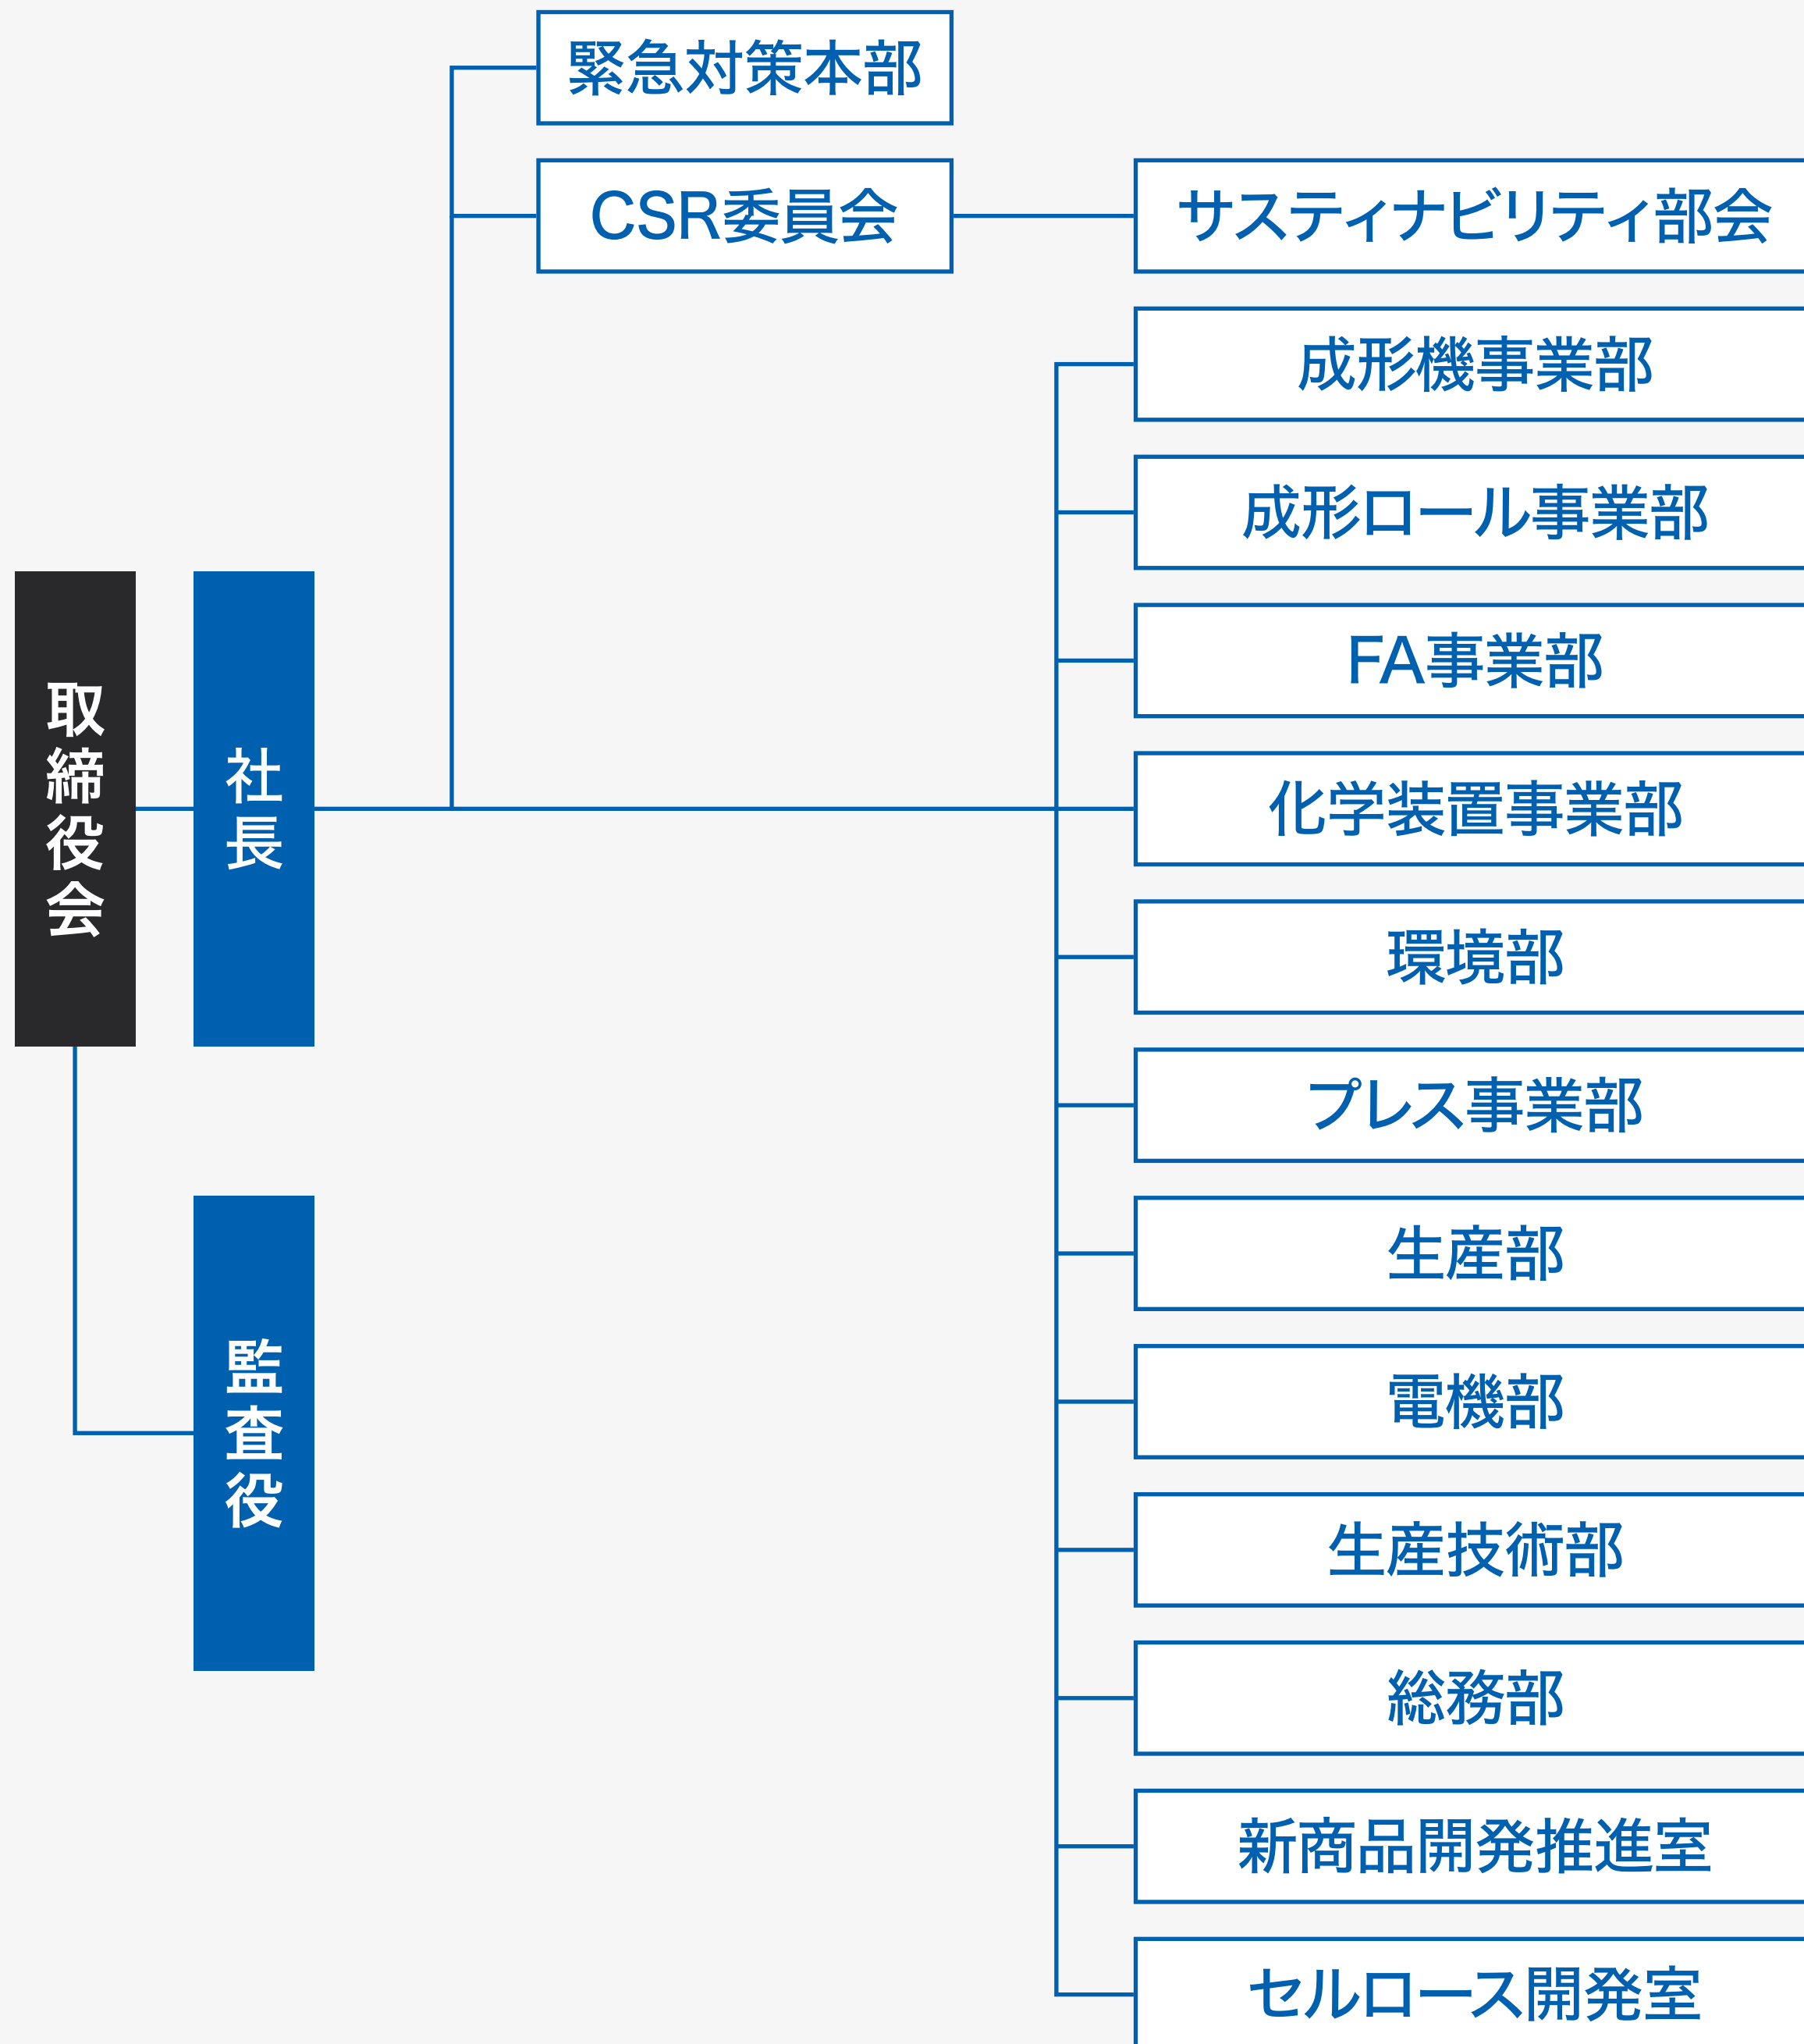 緊急対策本部
CSR委員会
サスティナビリティ部会
成形機事業部
成形ロール事業部
FA事業部
取締役会
社長
化学装置事業部
環境部
プレス事業部
生産部
監査役
電機部
生産技術部
総務部
新商品開発推進室
セルロース開発室